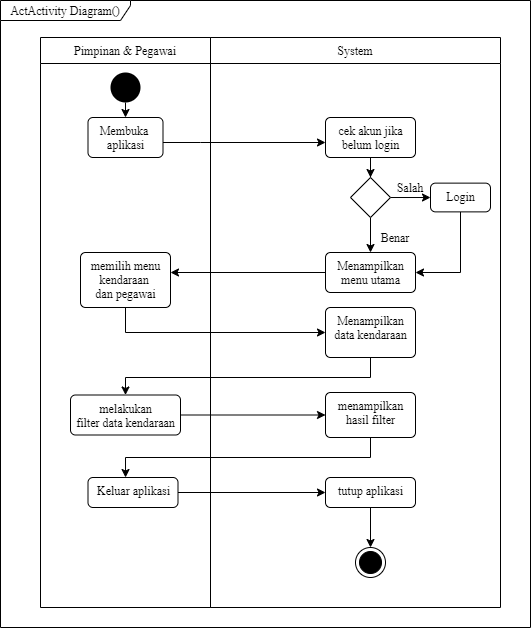 ActActivity Diagram()
Pimpinan & Pegawai
System
Membuka
aplikasi
cek akun jika
belum login
Salah
Login
Benar
Menampilkan
menu utama
memilih menu
kendaraan
dan pegawai
Menampilkan
data kendaraan
melakukan
filter data kendaraan
menampilkan
hasil filter
Keluar aplikasi
tutup aplikasi